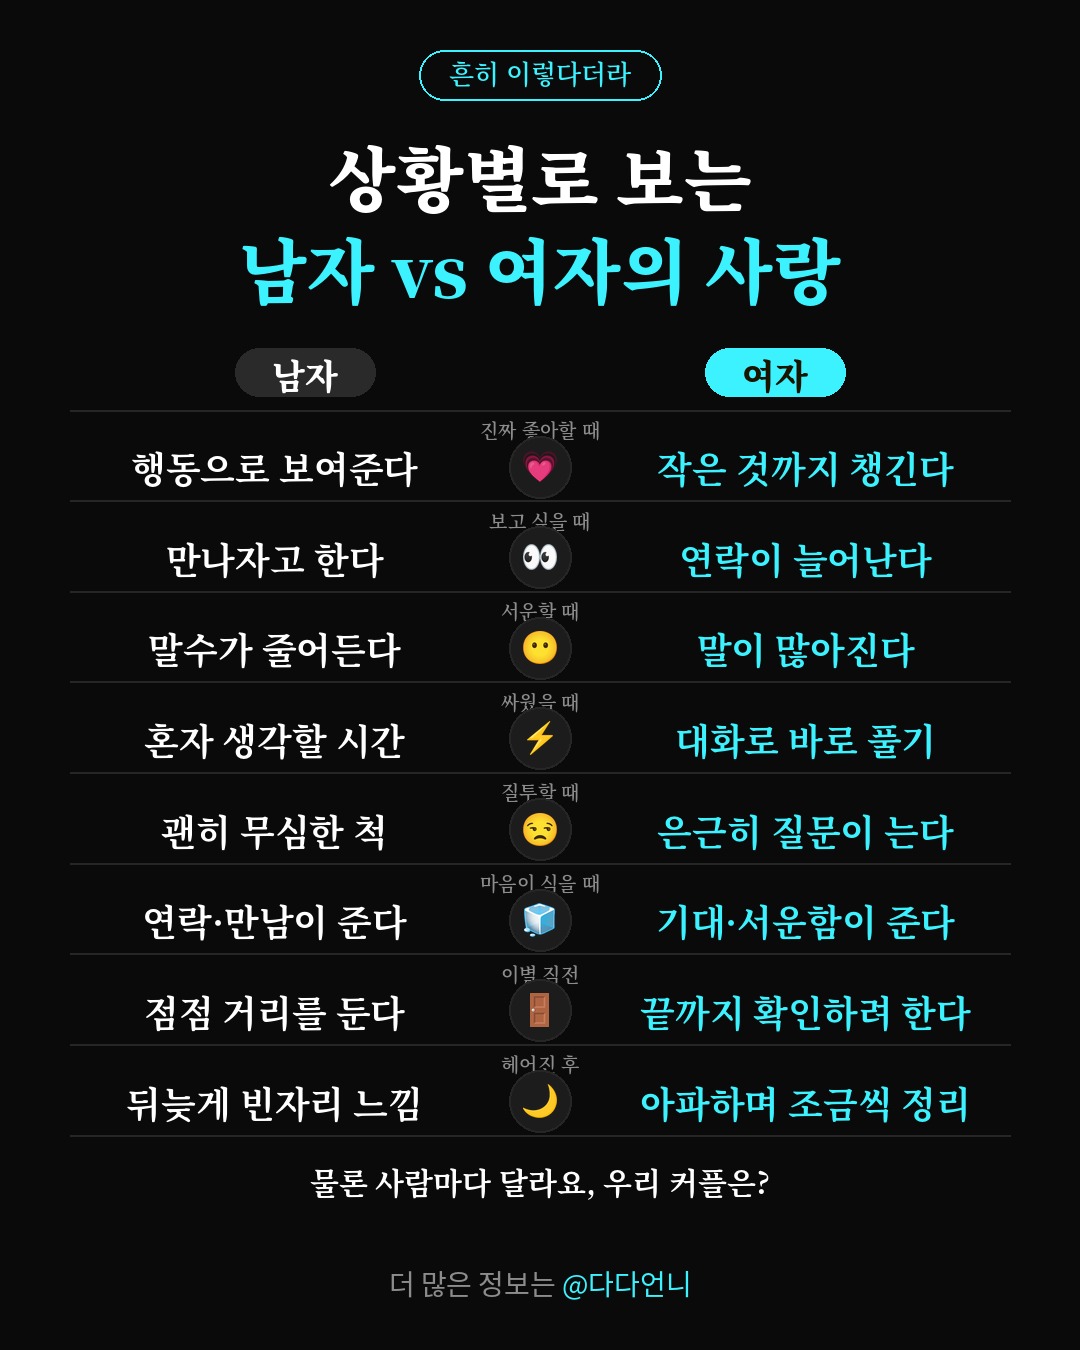 흔히 이렇다더라
상황별로 보는
남자 vs 여자의 사랑
남자 여자
진짜 좋아할 때
행동으로 보여준다 작은 것까지 챙긴다
보고 싶을 때
만나자고 한다 연락이 늘어난다
서운할 때
말수가 줄어든다 말이 많아진다
싸웠을 때
혼자 생각할 시간 대화로 바로 풀기
질투할 때
괜히 무심한 척 은근히 질문이 는다
마음이 식을 때
연락·만남이 준다 기대·서운함이 준다
이별 직전
점점 거리를 둔다 끝까지 확인하려 한다
헤어진 후
뒤늦게 빈자리 느낌 아파하며 조금씩 정리
물론 사람마다 달라요, 우리 커플은?
더 많은 정보는 @다다언니